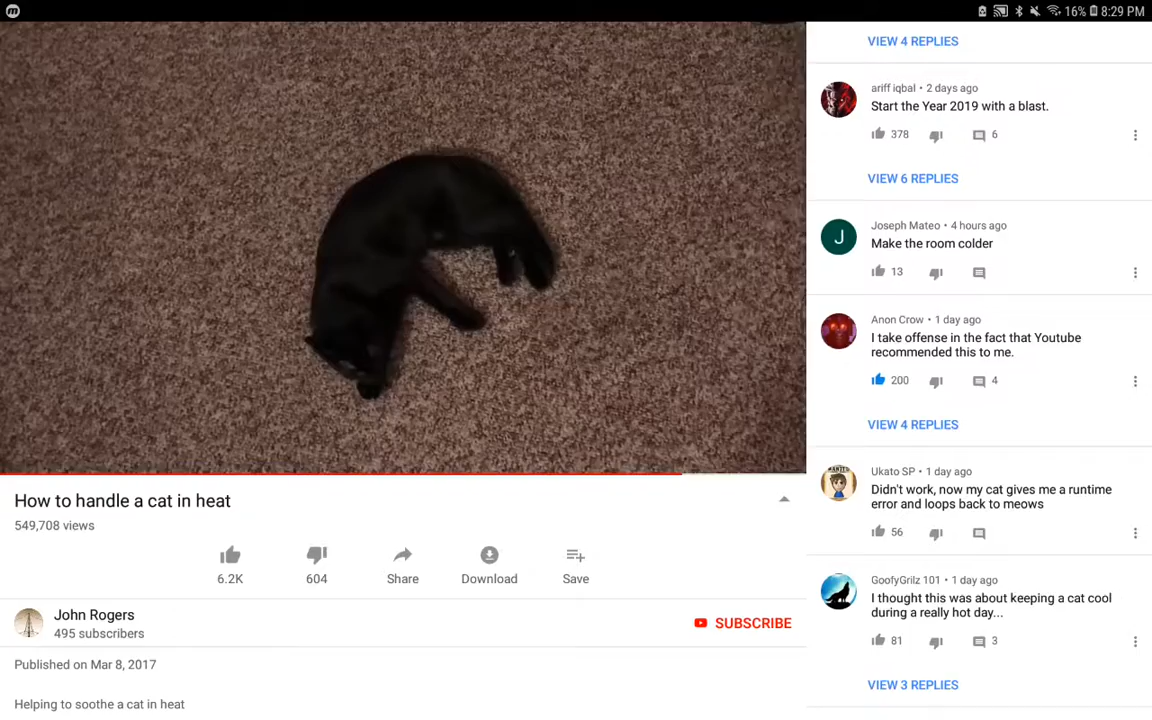 16% 8:29 PM
VIEW 4 REPLIES
ariff iqbal • 2 days ago
Start the Year 2019 with a blast.
378 6
VIEW 6 REPLIES
J
Joseph Mateo • 4 hours ago
Make the room colder
13
Anon Crow • 1 day ago
I take offense in the fact that Youtube
recommended this to me.
200 4
VIEW 4 REPLIES
WANTED
Ukato SP • 1 day ago
Didn't work, now my cat gives me a runtime
error and loops back to meows
56
GoofyGrilz 101 • 1 day ago
I thought this was about keeping a cat cool
during a really hot day...
81 3
VIEW 3 REPLIES
How to handle a cat in heat
549,708 views
6.2K 604 Share Download Save
John Rogers
495 subscribers
SUBSCRIBE
Published on Mar 8, 2017
Helping to soothe a cat in heat